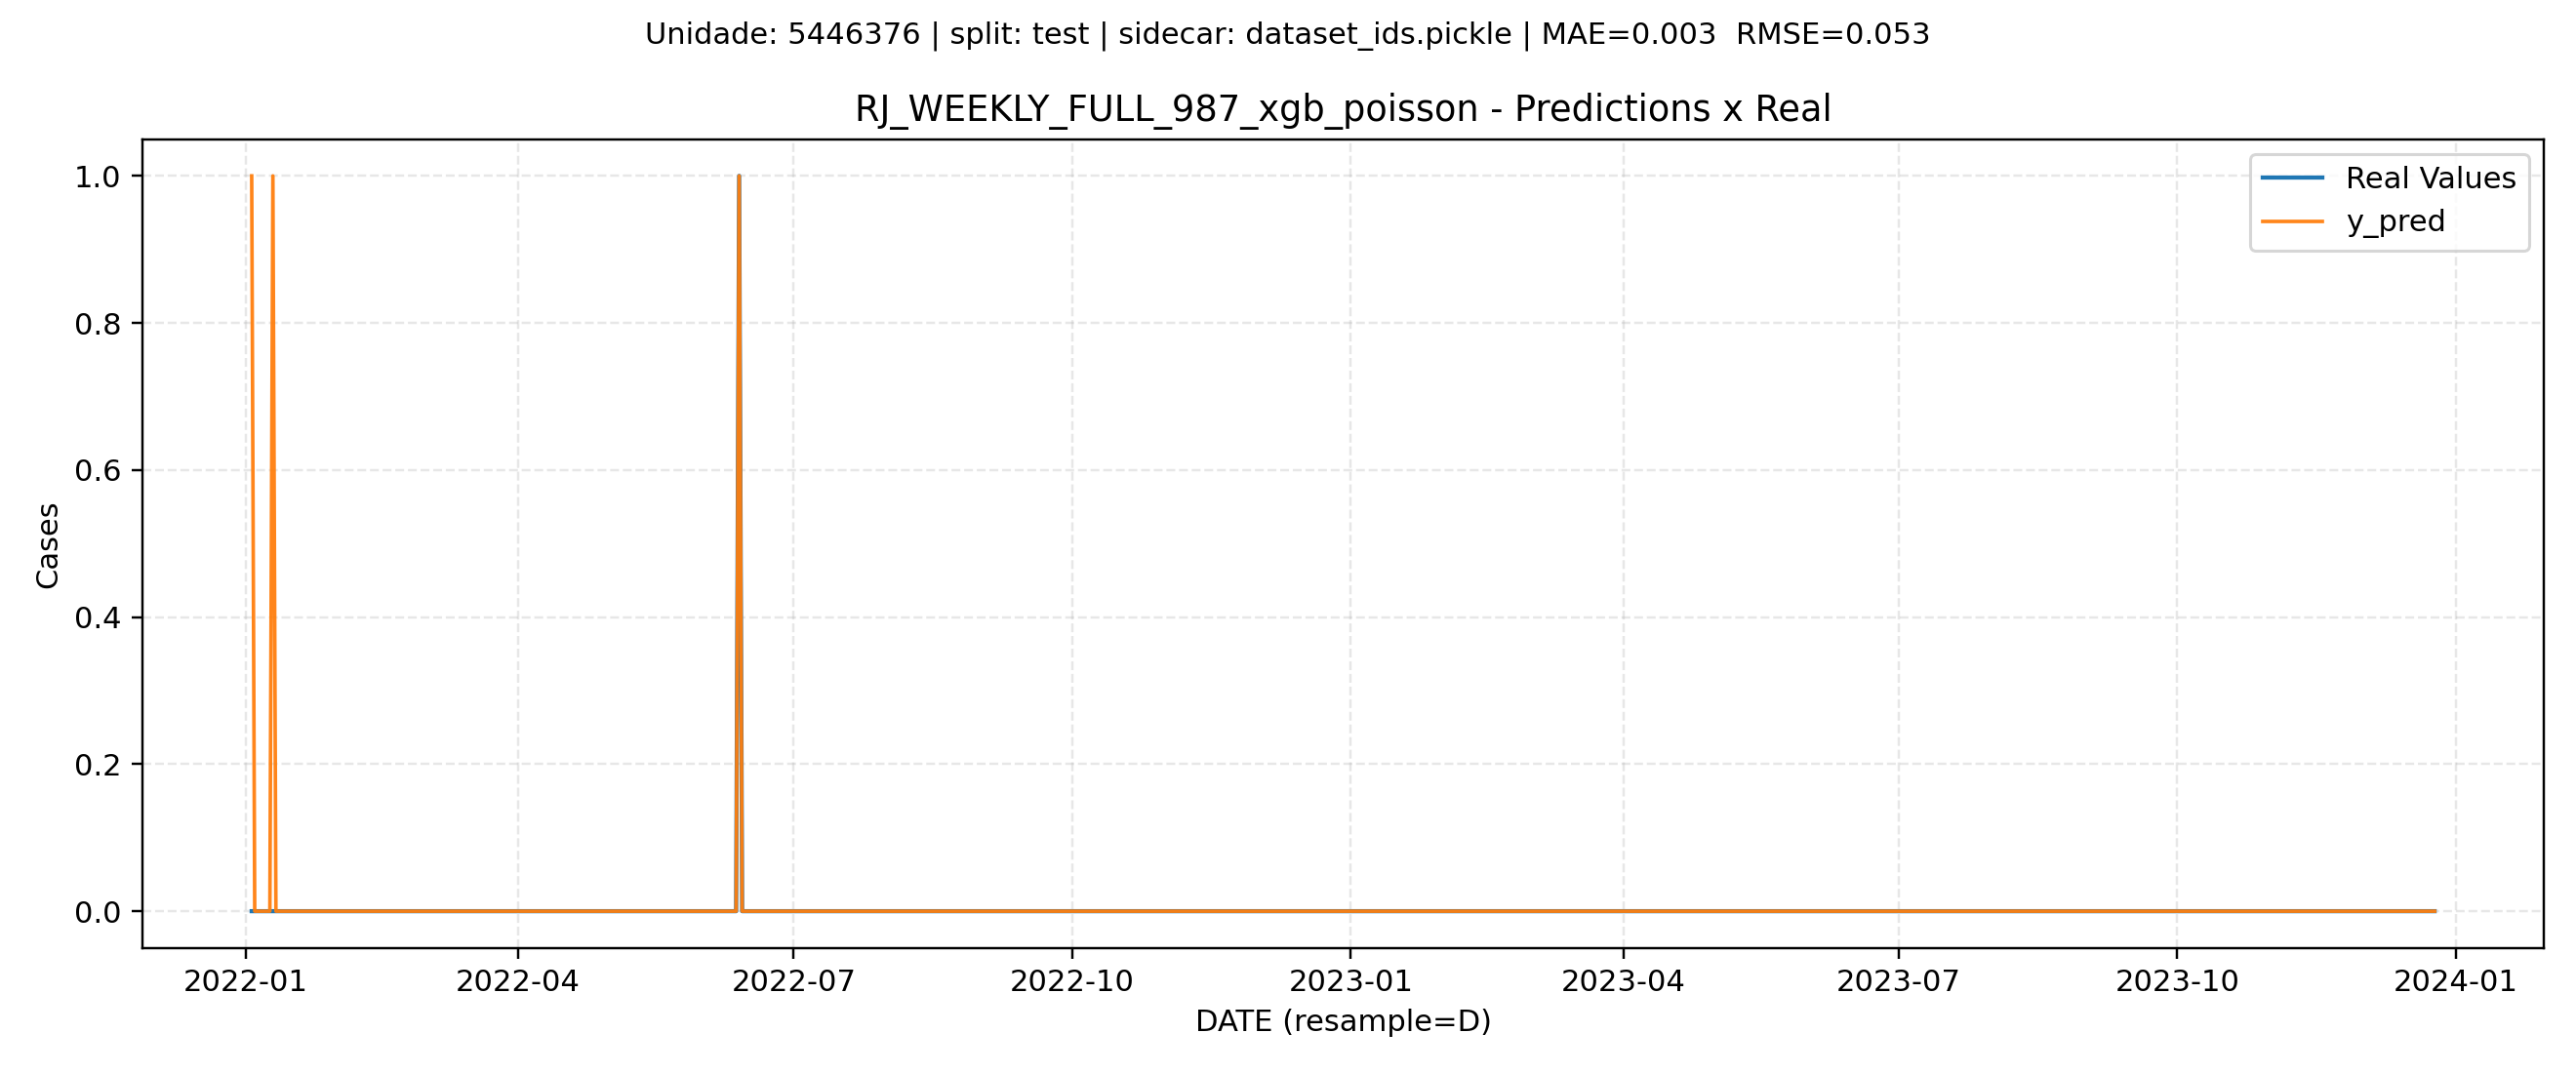 Unidade: 5446376 | split: test | sidecar: dataset_ids.pickle | MAE=0.003  RMSE=0.053
RJ_WEEKLY_FULL_987_xgb_poisson - Predictions x Real
Real Values
y_pred
1.0
0.8
0.6
0.4
0.2
0.0
Cases
2022-01
2022-04
2022-07
2022-10
2023-01
2023-04
2023-07
2023-10
2024-01
DATE (resample=D)